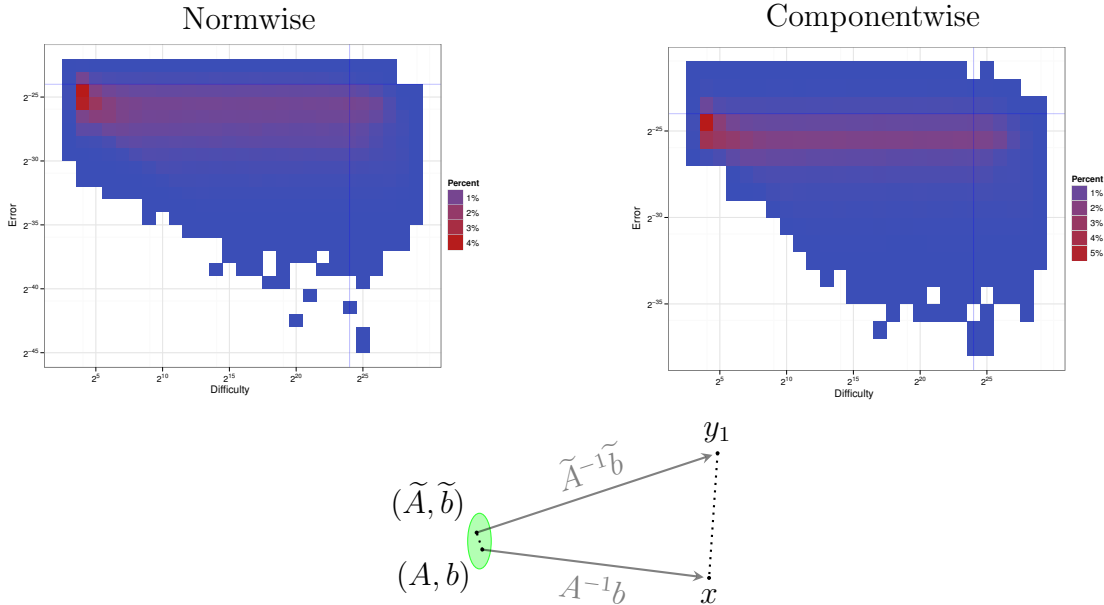 Normwise
Componentwise
Error
2^−25
2^−30
2^−35
2^−40
2^−45
2^5
2^10
2^15
2^20
2^25
Difficulty
Percent
1%
2%
3%
4%
Error
2^−25
2^−30
2^−35
2^5
2^10
2^15
2^20
2^25
Difficulty
Percent
1%
2%
3%
4%
5%
y₁
Ã⁻¹b̃
(Ã, b̃)
(A, b)
A⁻¹b
x